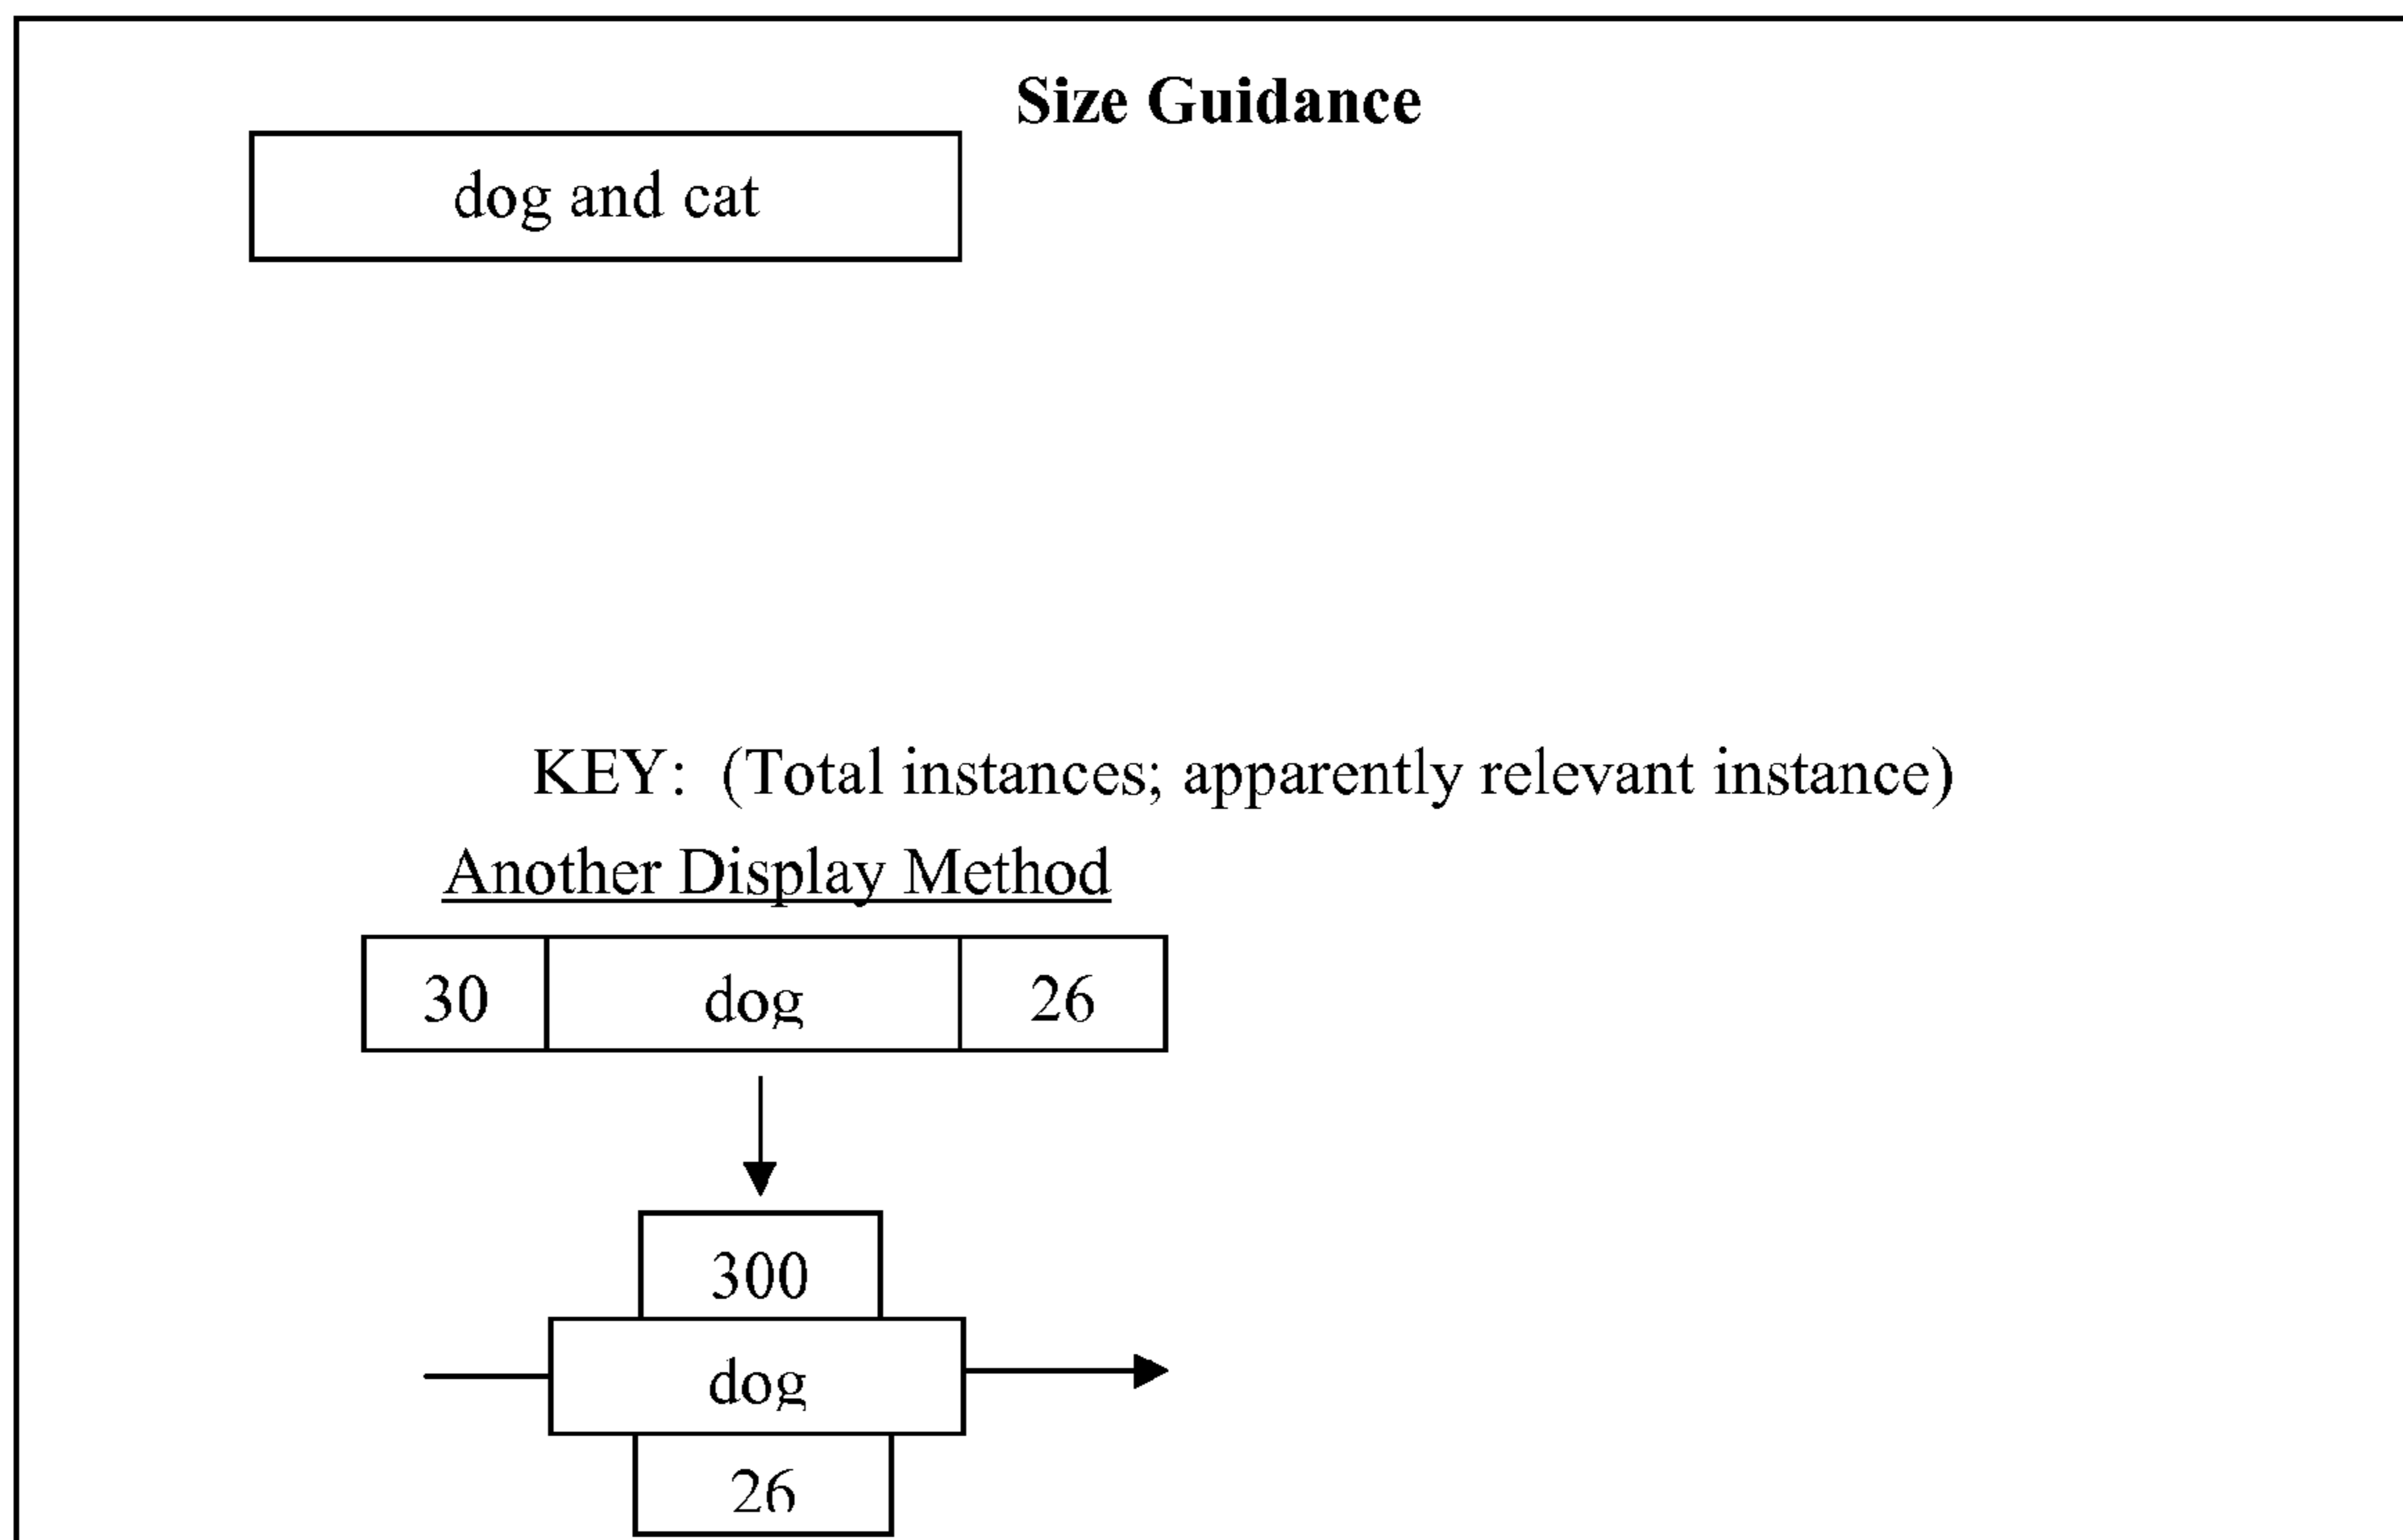 Size Guidance
dog and cat
KEY: (Total instances; apparently relevant instance)
Another Display Method
30 dog 26
300
dog
26